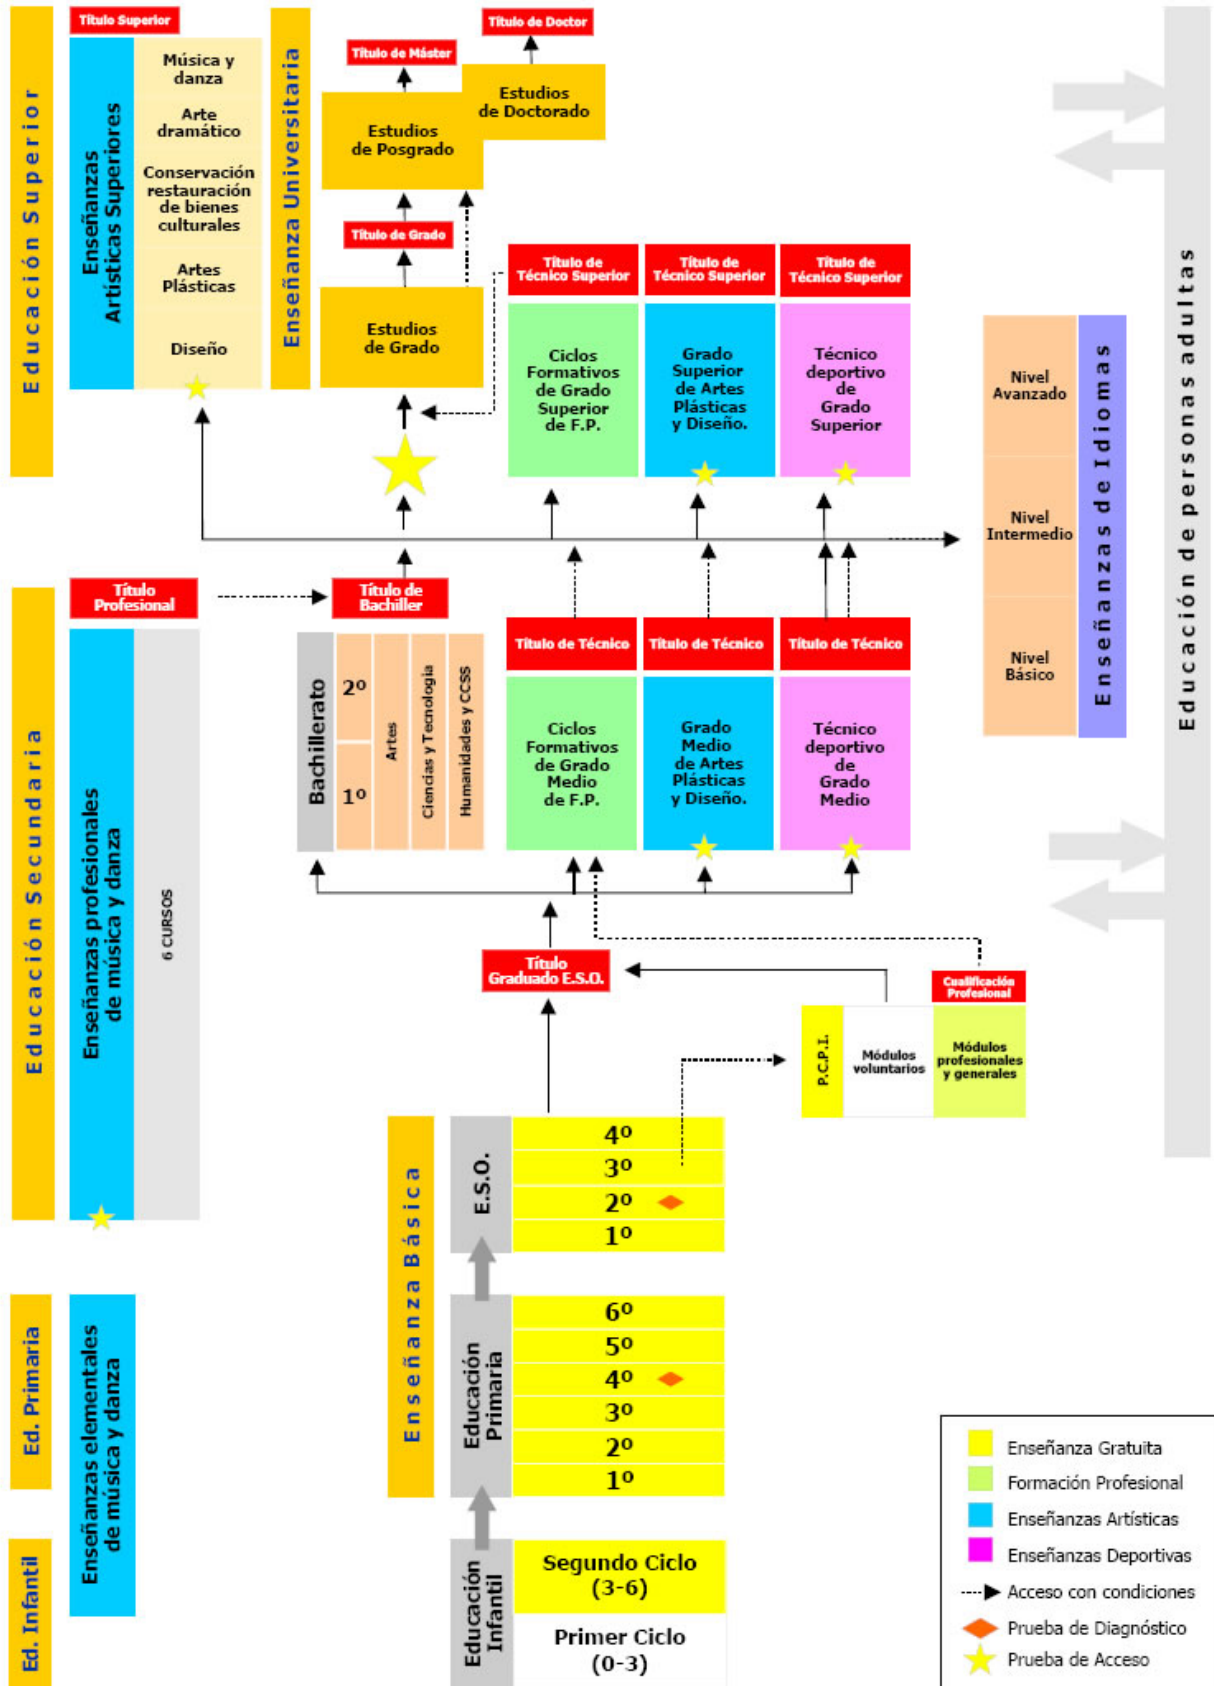 Educación Superior
Título Superior
Enseñanzas
Artísticas Superiores
Música y
danza
Arte
dramático
Conservación
restauración
de bienes
culturales
Artes
Plásticas
Diseño
Enseñanza Universitaria
Título de Máster
Título de Doctor
Estudios
de Posgrado
Estudios
de Doctorado
Título de Grado
Estudios
de Grado
Título de
Técnico Superior
Título de
Técnico Superior
Título de
Técnico Superior
Ciclos
Formativos
de Grado
Superior
de F.P.
Grado
Superior
de Artes
Plásticas
y Diseño.
Técnico
deportivo
de
Grado
Superior
Nivel
Avanzado
Nivel
Intermedio
Nivel
Básico
Enseñanzas de Idiomas
Educación de personas adultas
Educación Secundaria
Título
Profesional
Enseñanzas profesionales
de música y danza
6 CURSOS
Título de
Bachiller
Bachillerato
2º
1º
Artes
Ciencias y Tecnología
Humanidades y CCSS
Título de Técnico
Título de Técnico
Título de Técnico
Ciclos
Formativos
de Grado
Medio
de F.P.
Grado
Medio
de Artes
Plásticas
y Diseño.
Técnico
deportivo
de
Grado
Medio
Título
Graduado E.S.O.
Cualificación
Profesional
P.C.P.I.
Módulos
voluntarios
Módulos
profesionales
y generales
Enseñanza Básica
E.S.O.
4º
3º
2º
1º
Ed. Primaria
Enseñanzas elementales
de música y danza
Educación
Primaria
6º
5º
4º
3º
2º
1º
Ed. Infantil
Educación
Infantil
Segundo Ciclo
(3-6)
Primer Ciclo
(0-3)
Enseñanza Gratuita
Formación Profesional
Enseñanzas Artísticas
Enseñanzas Deportivas
Acceso con condiciones
Prueba de Diagnóstico
Prueba de Acceso